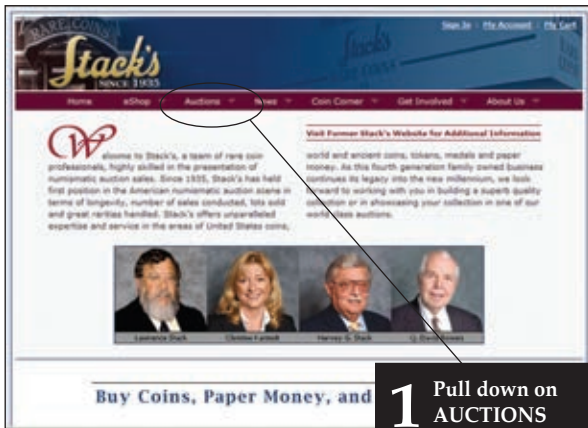 RARE COINS
Stack's
SINCE 1935
Sign In My Account My Cart
Home eShop Auctions News Coin Corner Get Involved About Us
Visit Former Stack's Website for Additional Information
Welcome to Stack's, a team of rare coin
professionals, highly skilled in the presentation of
numismatic auction sales. Since 1935, Stack's has held
first position in the American numismatic auction scene in
terms of longevity, number of sales conducted, lots sold
and great rarities handled. Stack's offers unparalleled
expertise and service in the areas of United States coins,
world and ancient coins, tokens, medals and paper
money. As this fourth generation family owned business
continues its legacy into the new millennium, we look
forward to working with you in building a superb quality
collection or in showcasing your collection in one of our
world class auctions.
Lawrence Stack Christine Karstedt Harvey G. Stack Q. David Bowers
Buy Coins, Paper Money, and
1 Pull down on
AUCTIONS